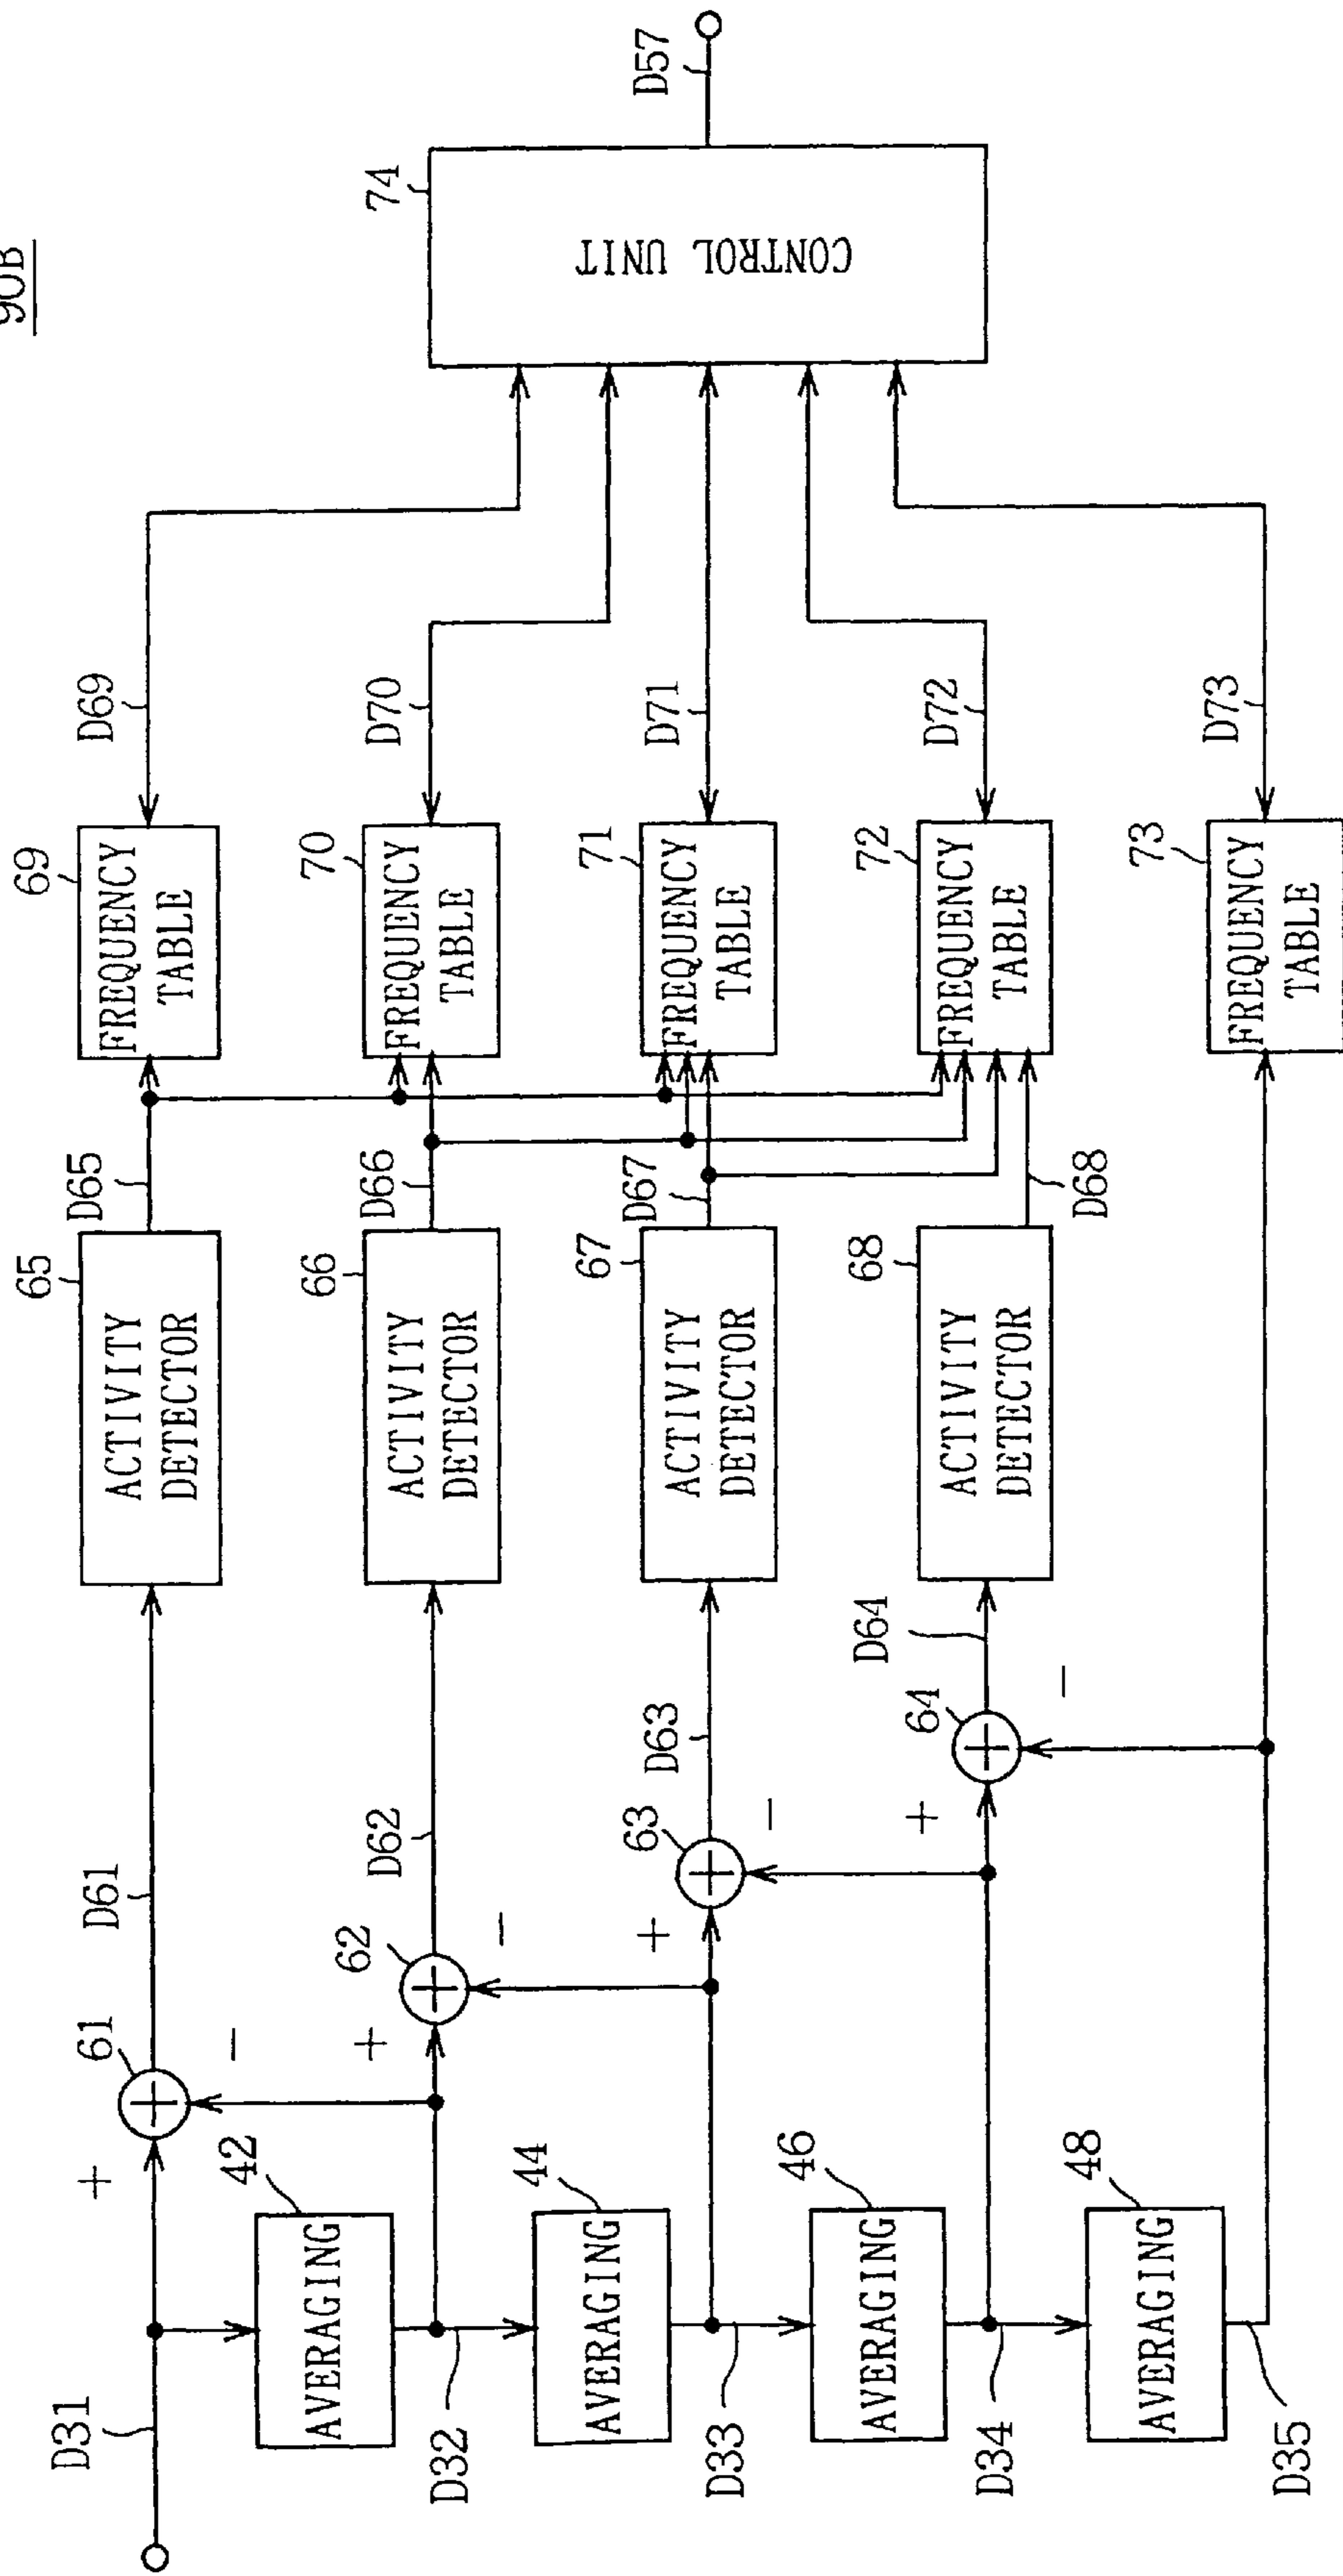 90B
D31
+
61
D61
65
ACTIVITY
DETECTOR
D65
69
FREQUENCY
TABLE
D69
−
42
AVERAGING
D32
+
62
D62
66
ACTIVITY
DETECTOR
D66
70
FREQUENCY
TABLE
D70
−
44
AVERAGING
D33
+
63
D63
67
ACTIVITY
DETECTOR
D67
71
FREQUENCY
TABLE
D71
74
CONTROL UNIT
D57
−
46
AVERAGING
D34
+
64
D64
68
ACTIVITY
DETECTOR
D68
72
FREQUENCY
TABLE
D72
−
48
AVERAGING
D35
73
FREQUENCY
TABLE
D73